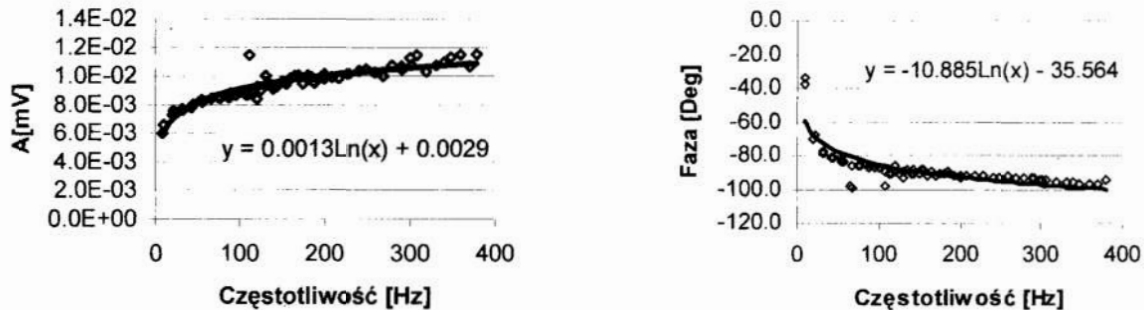 1.4E-02
1.2E-02
1.0E-02
8.0E-03
6.0E-03
4.0E-03
2.0E-03
0.0E+00
A[mV]
y = 0.0013Ln(x) + 0.0029
0 100 200 300 400
Częstotliwość [Hz]
0.0
-20.0
-40.0
-60.0
-80.0
-100.0
-120.0
Faza [Deg]
y = -10.885Ln(x) - 35.564
0 100 200 300 400
Częstotliwość [Hz]